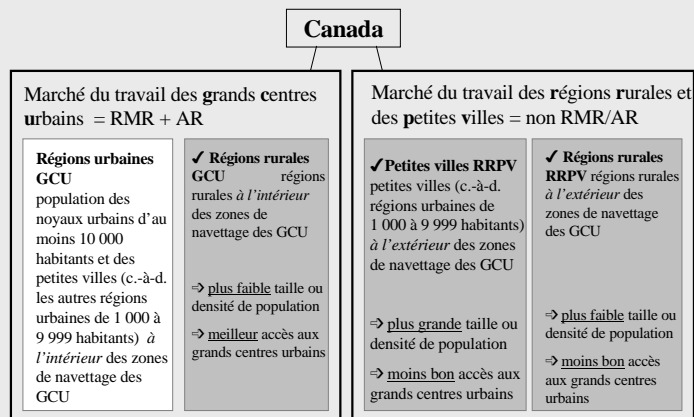 Canada
Marché du travail des grands centres
urbains = RMR + AR
Régions urbaines
GCU
population des
noyaux urbains d'au
moins 10 000
habitants et des
petites villes (c.-à-d.
les autres régions
urbaines de 1 000 à
9 999 habitants) à
l'intérieur des zones
de navettage des
GCU
✓ Régions rurales
GCU régions
rurales à l'intérieur
des zones de
navettage des GCU
➩ plus faible taille ou
densité de population
➩ meilleur accès aux
grands centres urbains
Marché du travail des régions rurales et
des petites villes = non RMR/AR
✓Petites villes RRPV
petites villes (c.-à-d.
régions urbaines de
1 000 à 9 999 habitants)
à l'extérieur des zones
de navettage des GCU
➩ plus grande taille ou
densité de population
➩ moins bon accès aux
grands centres urbains
✓ Régions rurales
RRPV régions rurales
à l'extérieur des
zones de navettage
des GCU
➩ plus faible taille ou
densité de population
➩ moins bon accès
aux grands centres
urbains